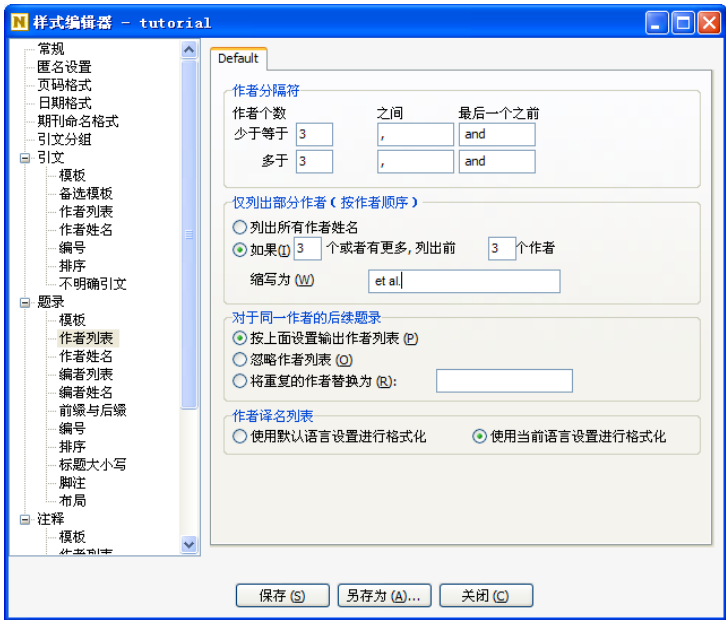 样式编辑器 - tutorial
常规
匿名设置
页码格式
日期格式
期刊命名格式
引文分组
引文
模板
备选模板
作者列表
作者姓名
编号
排序
不明确引文
题录
模板
作者列表
作者姓名
编者列表
编者姓名
前缀与后缀
编号
排序
标题大小写
脚注
布局
注释
模板
作者列表
Default
作者分隔符
作者个数 之间 最后一个之前
少于等于 3 , and
多于 3 , and
仅列出部分作者(按作者顺序)
列出所有作者姓名
如果(I) 3 个或者有更多,列出前 3 个作者
缩写为 (W) et al.
对于同一作者的后续题录
按上面设置输出作者列表 (P)
忽略作者列表 (O)
将重复的作者替换为 (R):
作者译名列表
使用默认语言设置进行格式化 使用当前语言设置进行格式化
保存 (S) 另存为 (A)... 关闭 (C)